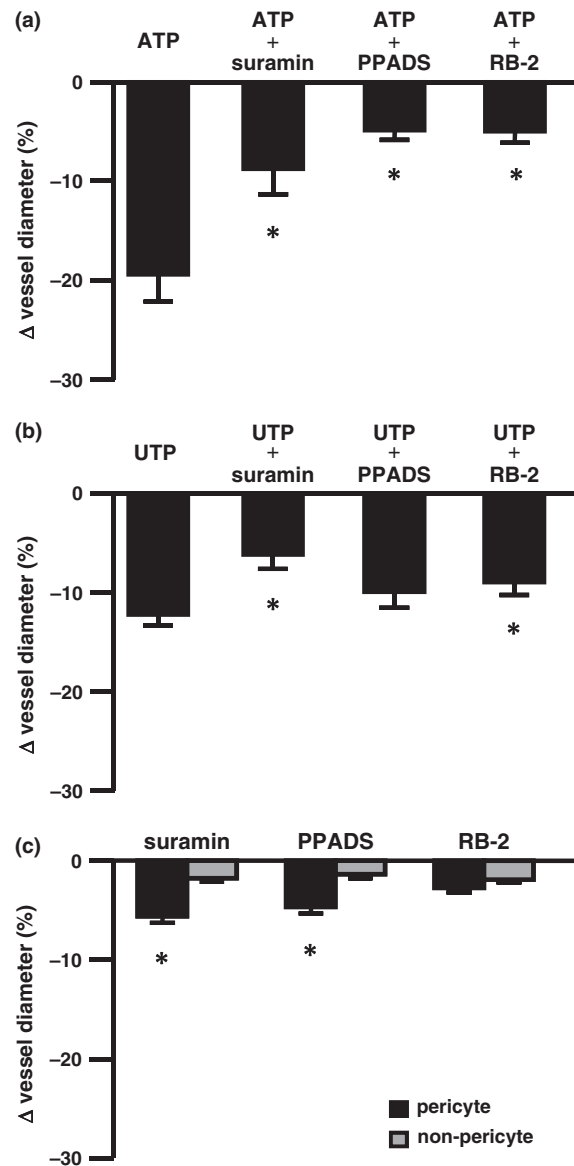 (a)
ATP
ATP
+
suramin
ATP
+
PPADS
ATP
+
RB-2
0
–10
–20
–30
Δ vessel diameter (%)
*
*
*
(b)
UTP
UTP
+
suramin
UTP
+
PPADS
UTP
+
RB-2
0
–10
–20
–30
Δ vessel diameter (%)
*
*
(c)
suramin
PPADS
RB-2
0
–10
–20
–30
Δ vessel diameter (%)
*
*
pericyte
non-pericyte